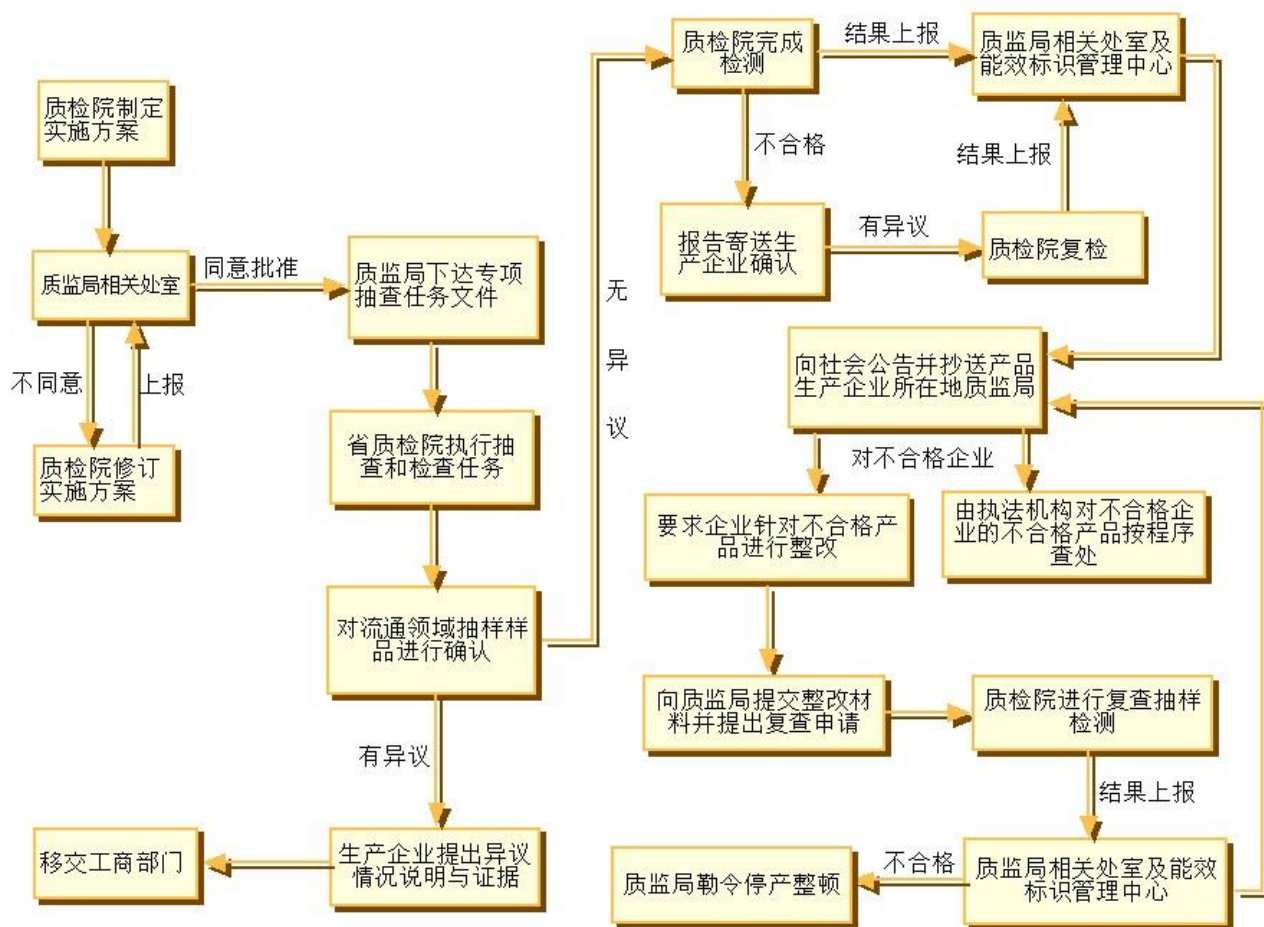 质检院制定
实施方案
质监局相关处室
不同意
上报
质检院修订
实施方案
同意批准
质监局下达专项
抽查任务文件
省质检院执行抽
查和检查任务
对流通领域抽样样
品进行确认
有异议
生产企业提出异议
情况说明与证据
移交工商部门
无
异
议
质检院完成
检测
结果上报
质监局相关处室及
能效标识管理中心
不合格
结果上报
报告寄送生
产企业确认
有异议
质检院复检
向社会公告并抄送产品
生产企业所在地质监局
对不合格企业
要求企业针对不合格产
品进行整改
由执法机构对不合格企
业的不合格产品按程序
查处
向质监局提交整改材
料并提出复查申请
质检院进行复查抽样
检测
结果上报
质监局相关处室及能效
标识管理中心
不合格
质监局勒令停产整顿